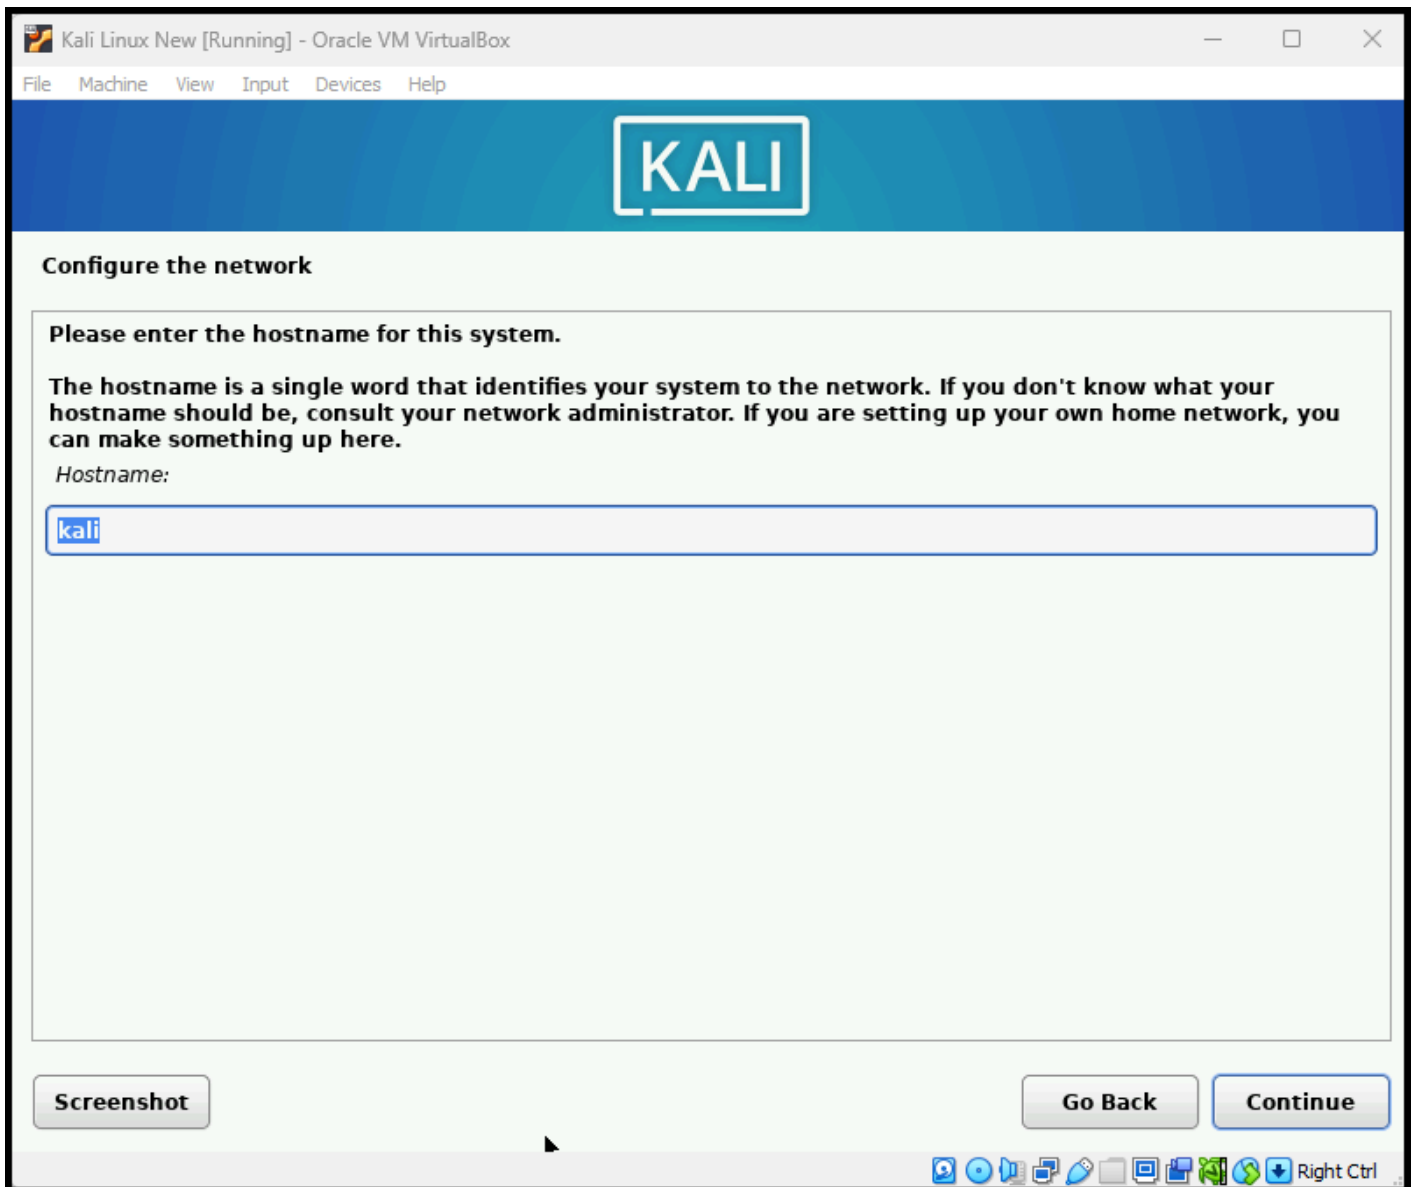 Kali Linux New [Running] - Oracle VM VirtualBox
File Machine View Input Devices Help
KALI
Configure the network
Please enter the hostname for this system.
The hostname is a single word that identifies your system to the network. If you don't know what your
hostname should be, consult your network administrator. If you are setting up your own home network, you
can make something up here.
Hostname:
kali
Screenshot Go Back Continue
Right Ctrl